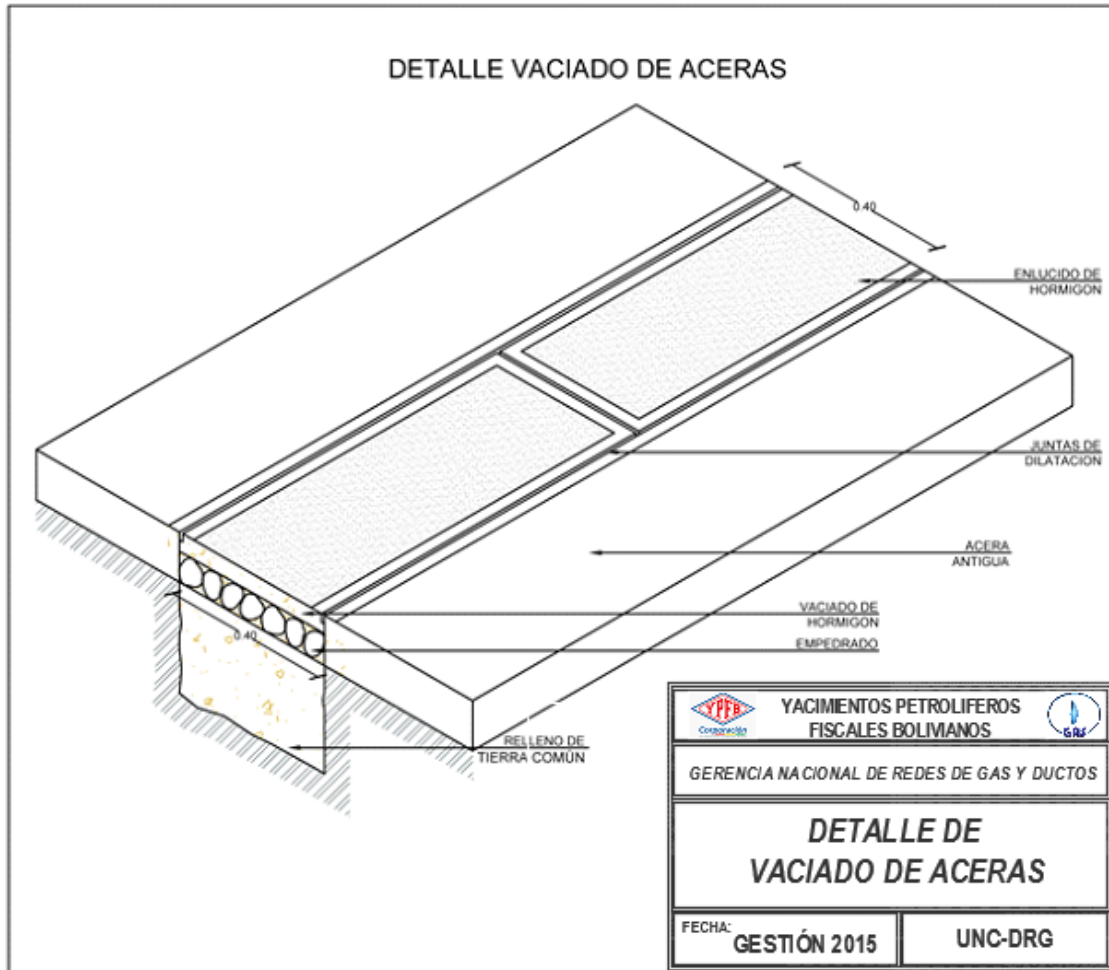 DETALLE VACIADO DE ACERAS
0.40
ENLUCIDO DE
HORMIGON
JUNTAS DE
DILATACION
ACERA
ANTIGUA
VACIADO DE
HORMIGON
EMPEDRADO
0.40
RELLENO DE
TIERRA COMÚN
YPFB
Corporación
YACIMIENTOS PETROLIFEROS
FISCALES BOLIVIANOS
GAS
GERENCIA NACIONAL DE REDES DE GAS Y DUCTOS
DETALLE DE
VACIADO DE ACERAS
FECHA:
GESTIÓN 2015
UNC-DRG